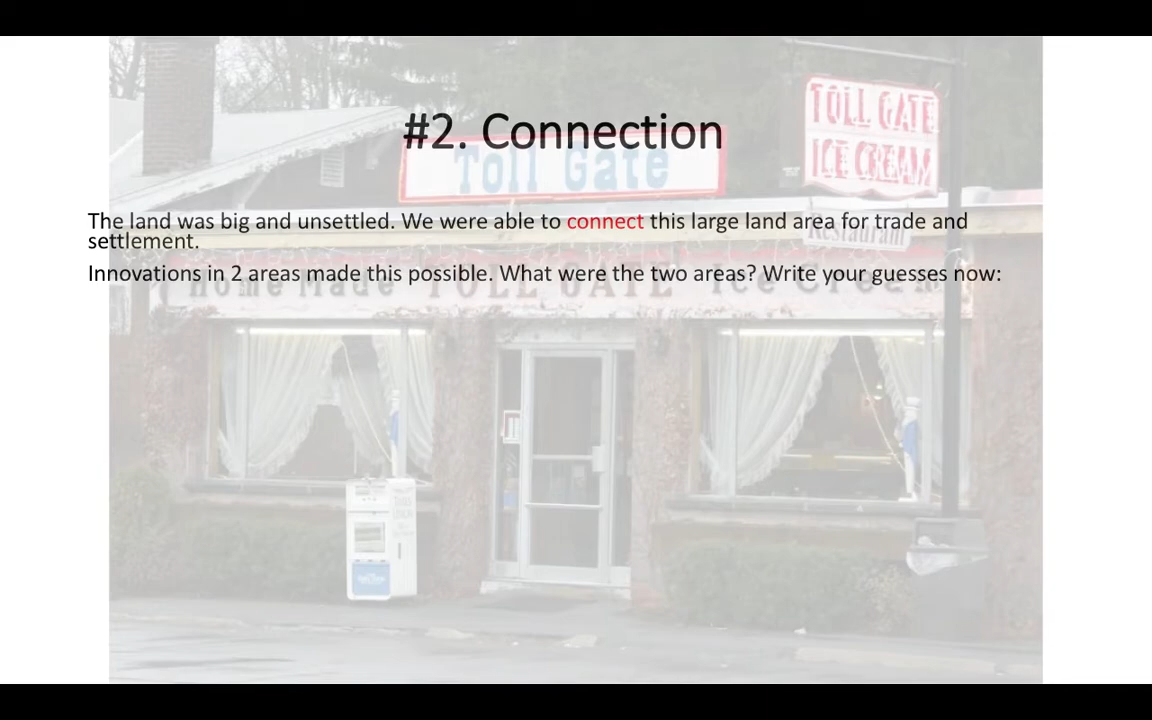 #2. Connection
Toll Gate
TOLL GATE
ICE CREAM
The land was big and unsettled. We were able to connect this large land area for trade and
settlement.
Restaurant
Innovations in 2 areas made this possible. What were the two areas? Write your guesses now:
Home Made TOLL GATE Ice Cream